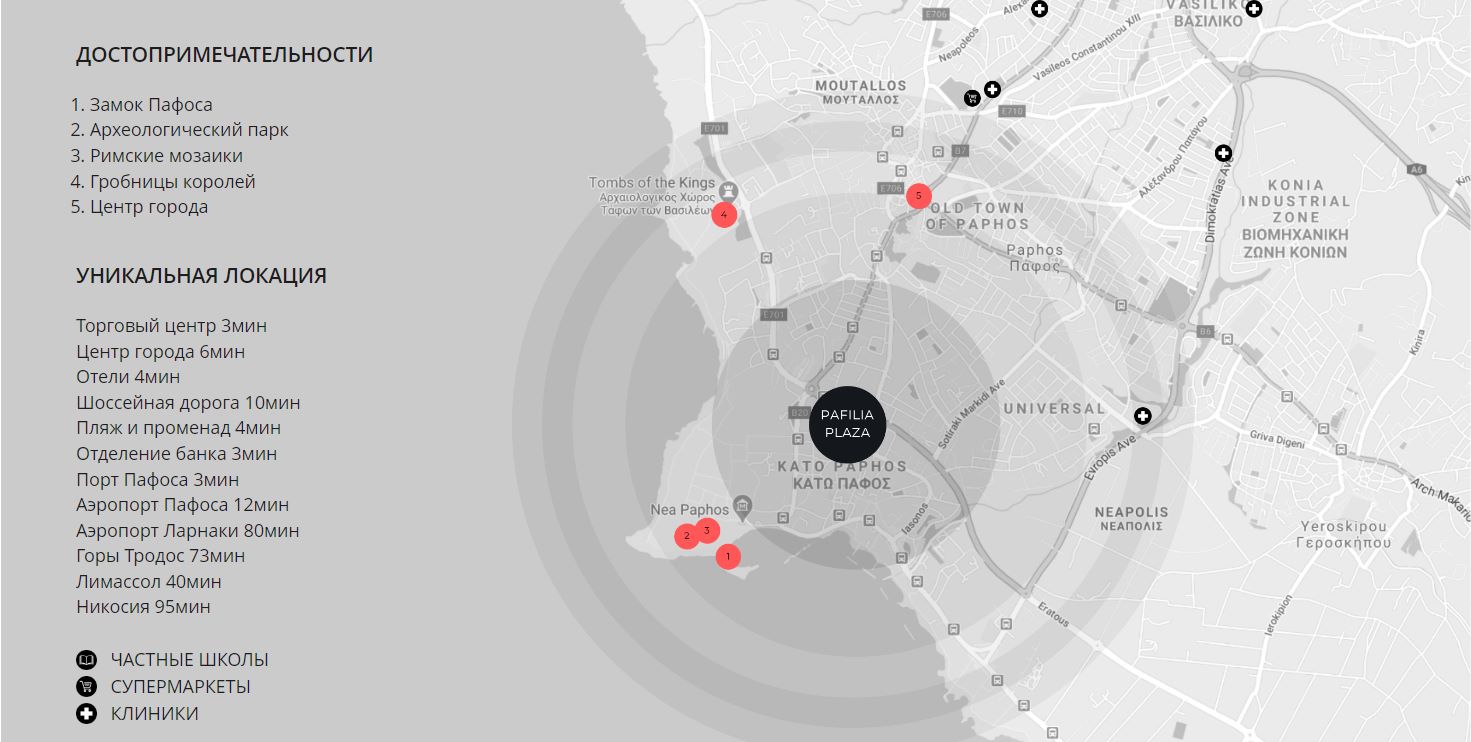 ДОСТОПРИМЕЧАТЕЛЬНОСТИ
1. Замок Пафоса
2. Археологический парк
3. Римские мозаики
4. Гробницы королей
5. Центр города
УНИКАЛЬНАЯ ЛОКАЦИЯ
Торговый центр 3мин
Центр города 6мин
Отели 4мин
Шоссейная дорога 10мин
Пляж и променад 4мин
Отделение банка 3мин
Порт Пафоса 3мин
Аэропорт Пафоса 12мин
Аэропорт Ларнаки 80мин
Горы Тродос 73мин
Лимассол 40мин
Никосия 95мин
ЧАСТНЫЕ ШКОЛЫ
СУПЕРМАРКЕТЫ
КЛИНИКИ
E706
Neapoleos
Vasileos Constantinou XII
VASILIKO
ΒΑΣΙΛΙΚΟ
MOUTALLOS
ΜΟΥΤΑΛΛΟΣ
E701
E710
B7
Αλέξανδρου Παπάγου
Dimokratias Ave
A6
Tombs of the Kings
Αρχαιολογικός Χώρος
Τάφων των Βασιλέων
4
E706
5
OLD TOWN
OF PAPHOS
Paphos
Πάφος
KONIA
INDUSTRIAL
ZONE
ΒΙΟΜΗΧΑΝΙΚΗ
ΖΩΝΗ ΚΟΝΙΩΝ
E701
B6
Kinira
PAFILIA
PLAZA
B20
Sotiraki Markidi Ave
UNIVERSAL
Evropis Ave
Griva Digeni
KATO PAPHOS
ΚΑΤΩ ΠΑΦΟΣ
Arch Makariou
Nea Paphos
2
3
1
Iasonos
NEAPOLIS
ΝΕΑΠΟΛΙΣ
Yeroskipou
Γεροσκήπου
Eratous
Ierokipion